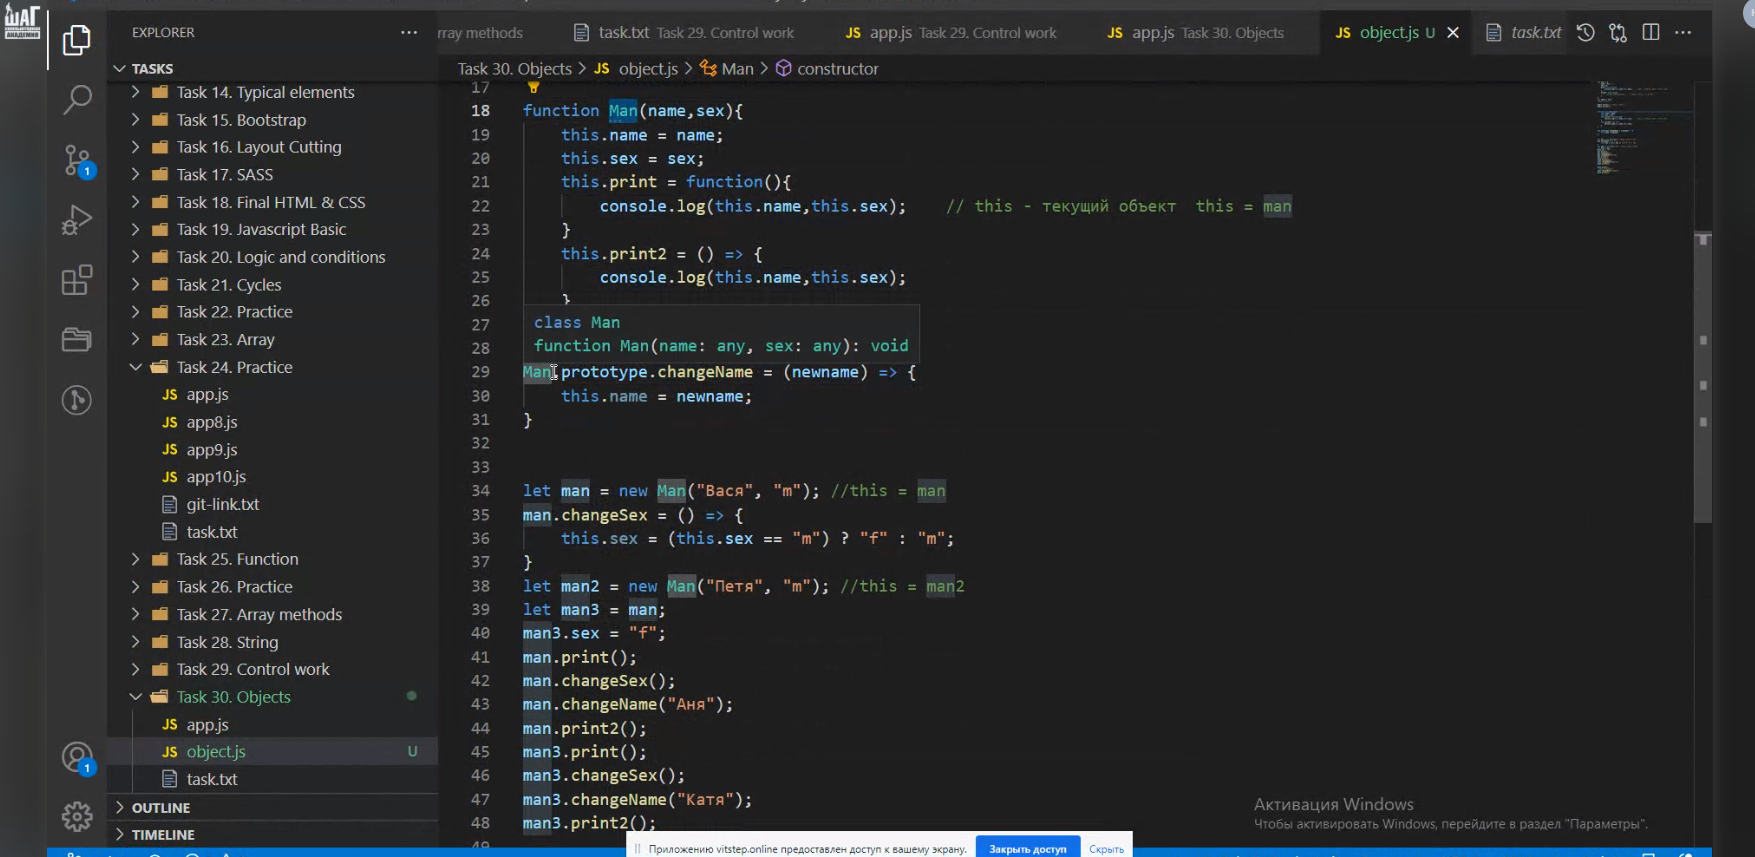 ШАГ
EXPLORER
rray methods
task.txt Task 29. Control work
app.js Task 29. Control work
app.js Task 30. Objects
object.js U
task.txt
TASKS
Task 30. Objects > JS object.js > Man > constructor
Task 14. Typical elements
Task 15. Bootstrap
Task 16. Layout Cutting
Task 17. SASS
Task 18. Final HTML & CSS
Task 19. Javascript Basic
Task 20. Logic and conditions
Task 21. Cycles
Task 22. Practice
Task 23. Array
Task 24. Practice
JS app.js
JS app8.js
JS app9.js
JS app10.js
git-link.txt
task.txt
Task 25. Function
Task 26. Practice
Task 27. Array methods
Task 28. String
Task 29. Control work
Task 30. Objects
JS app.js
JS object.js U
task.txt
OUTLINE
TIMELINE
1
1
17
18 function Man(name,sex){
19 this.name = name;
20 this.sex = sex;
21 this.print = function(){
22 console.log(this.name,this.sex); // this - текущий объект this = man
23 }
24 this.print2 = () => {
25 console.log(this.name,this.sex);
26 }
27
28
class Man
function Man(name: any, sex: any): void
29 Man.prototype.changeName = (newname) => {
30 this.name = newname;
31 }
32
33
34 let man = new Man("Вася", "m"); //this = man
35 man.changeSex = () => {
36 this.sex = (this.sex == "m") ? "f" : "m";
37 }
38 let man2 = new Man("Петя", "m"); //this = man2
39 let man3 = man;
40 man3.sex = "f";
41 man.print();
42 man.changeSex();
43 man.changeName("Аня");
44 man.print2();
45 man3.print();
46 man3.changeSex();
47 man3.changeName("Катя");
48 man3.print2();
Активация Windows
Чтобы активировать Windows, перейдите в раздел "Параметры".
Приложению vitstep.online предоставлен доступ к вашему экрану.
Закрыть доступ
Скрыть